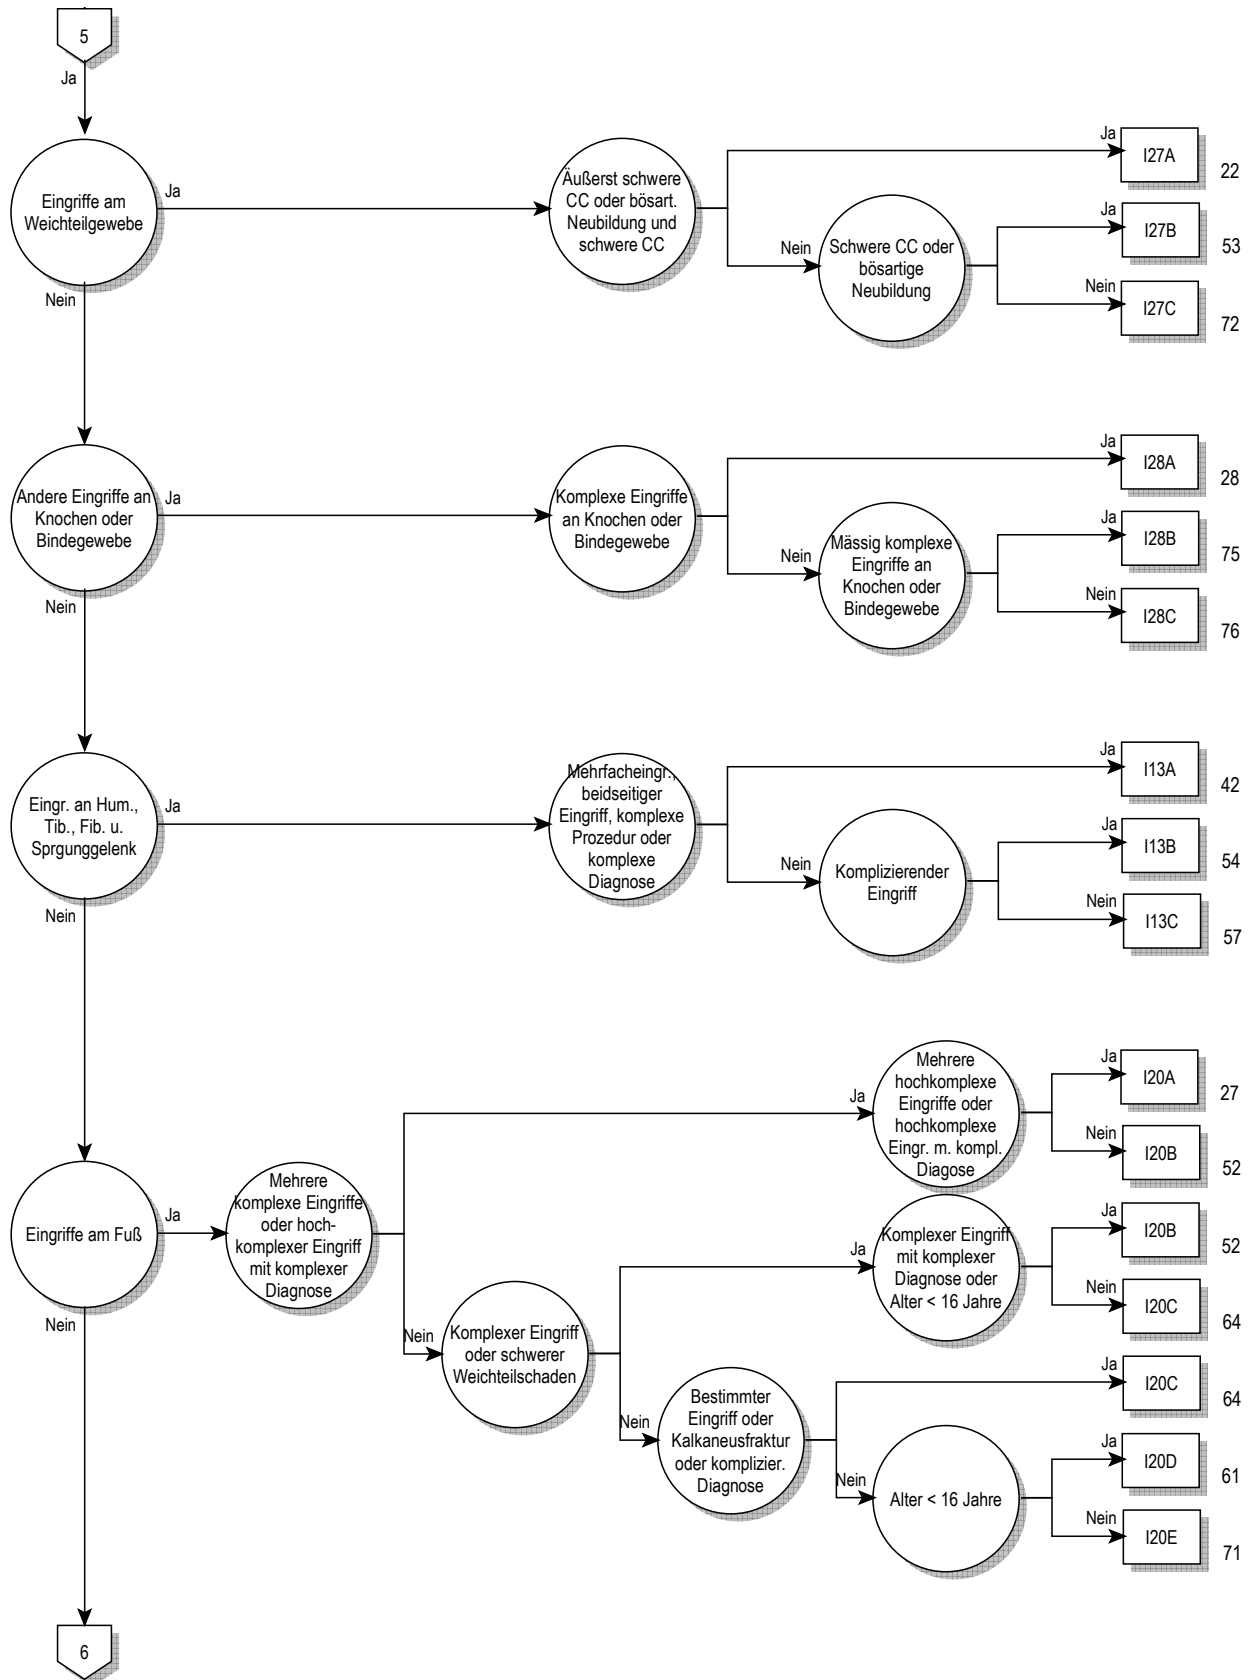 5
Ja
Eingriffe am
Weichteilgewebe
Ja
Äußerst schwere
CC oder bösart.
Neubildung und
schwere CC
Ja
I27A
22
Nein
Schwere CC oder
bösartige
Neubildung
Ja
I27B
53
Nein
I27C
72
Nein
Andere Eingriffe an
Knochen oder
Bindegewebe
Ja
Komplexe Eingriffe
an Knochen oder
Bindegewebe
Ja
I28A
28
Nein
Mässig komplexe
Eingriffe an
Knochen oder
Bindegewebe
Ja
I28B
75
Nein
I28C
76
Nein
Eingr. an Hum.,
Tib., Fib. u.
Sprgunggelenk
Ja
Mehrfacheingr.,
beidseitiger
Eingriff, komplexe
Prozedur oder
komplexe
Diagnose
Ja
I13A
42
Nein
Komplizierender
Eingriff
Ja
I13B
54
Nein
I13C
57
Nein
Eingriffe am Fuß
Ja
Mehrere
komplexe Eingriffe
oder hoch-
komplexer Eingriff
mit komplexer
Diagnose
Ja
Mehrere
hochkomplexe
Eingriffe oder
hochkomplexe
Eingr. m. kompl.
Diagose
Ja
I20A
27
Nein
I20B
52
Nein
Komplexer Eingriff
oder schwerer
Weichteilschaden
Ja
Komplexer Eingriff
mit komplexer
Diagnose oder
Alter < 16 Jahre
Ja
I20B
52
Nein
I20C
64
Nein
Bestimmter
Eingriff oder
Kalkaneusfraktur
oder komplizier.
Diagnose
Ja
I20C
64
Nein
Alter < 16 Jahre
Ja
I20D
61
Nein
I20E
71
Nein
6